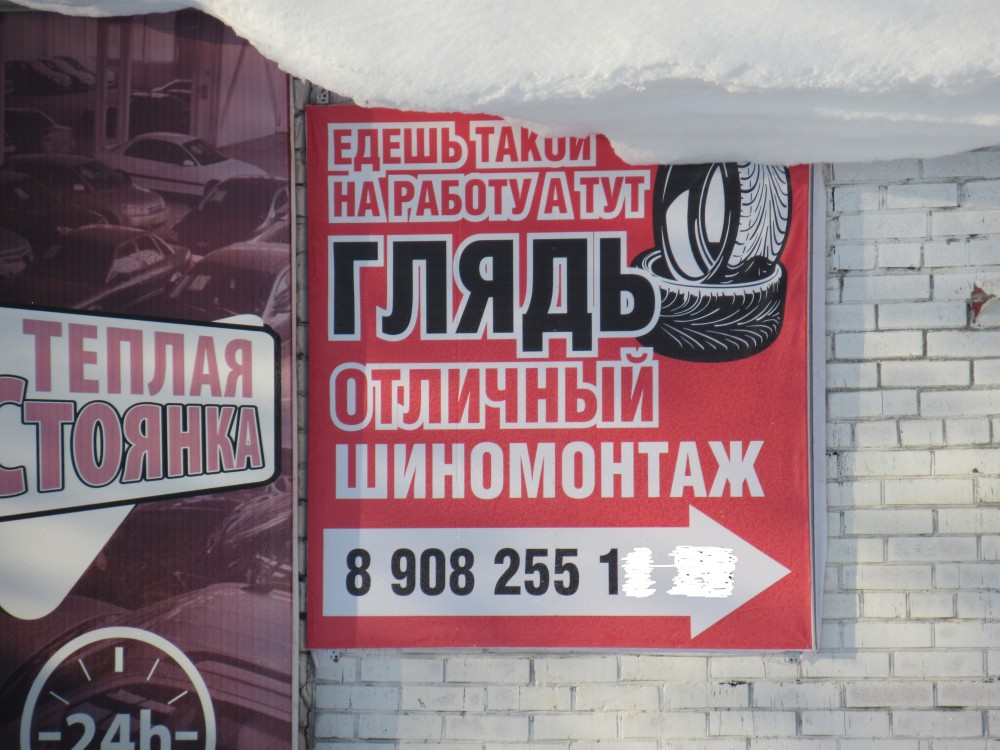 ТЕПЛАЯ
СТОЯНКА
24h
ЕДЕШЬ ТАКОЙ
НА РАБОТУ А ТУТ
ГЛЯДЬ
ОТЛИЧНЫЙ
ШИНОМОНТАЖ
8 908 255 1